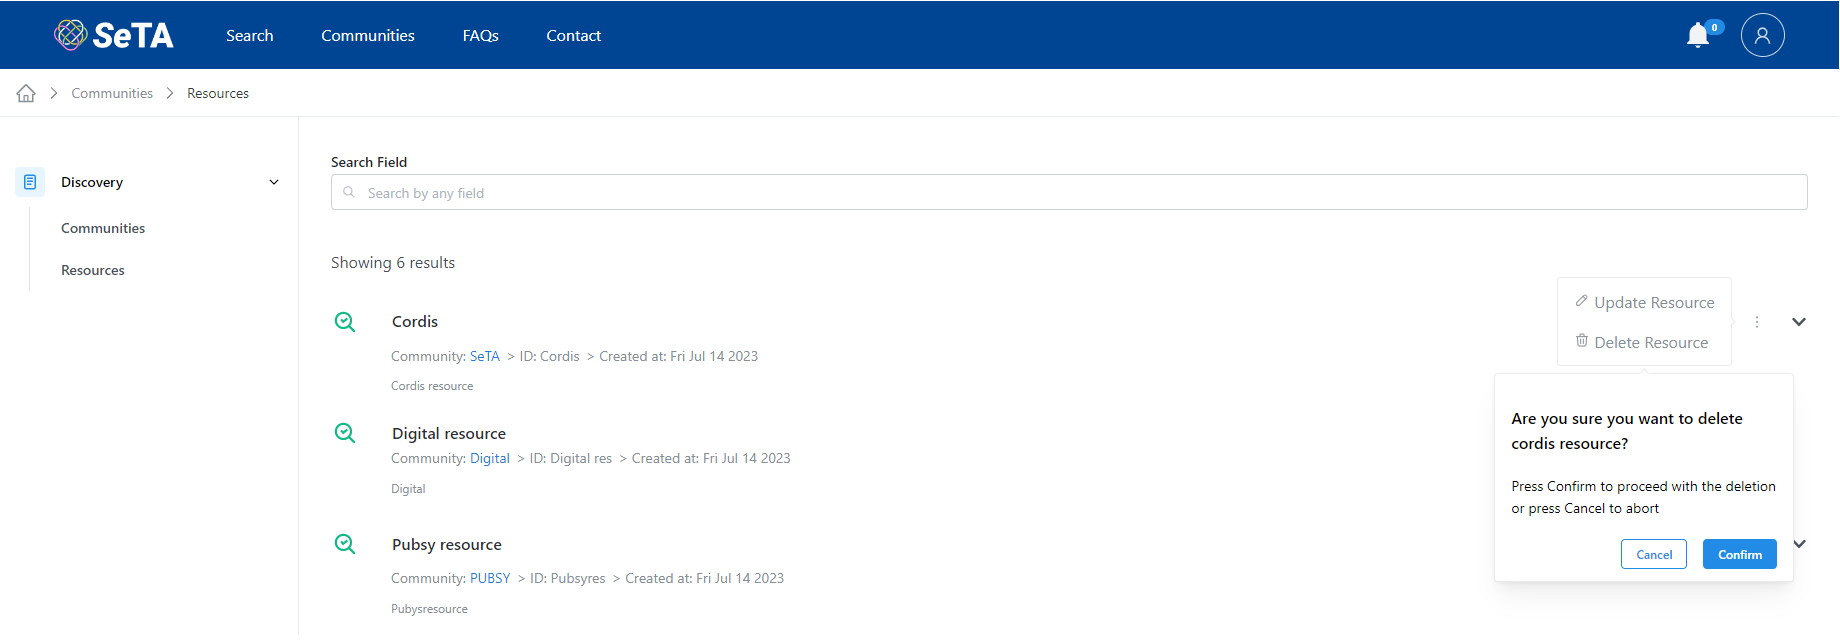 SeTA
Search
Communities
FAQs
Contact
0
Communities
Resources
Discovery
Communities
Resources
Search Field
Search by any field
Showing 6 results
Update Resource
Delete Resource
Cordis
Community: SeTA > ID: Cordis > Created at: Fri Jul 14 2023
Cordis resource
Digital resource
Community: Digital > ID: Digital res > Created at: Fri Jul 14 2023
Digital
Pubsy resource
Community: PUBSY > ID: Pubsyres > Created at: Fri Jul 14 2023
Pubysresource
Are you sure you want to delete
cordis resource?
Press Confirm to proceed with the deletion
or press Cancel to abort
Cancel
Confirm